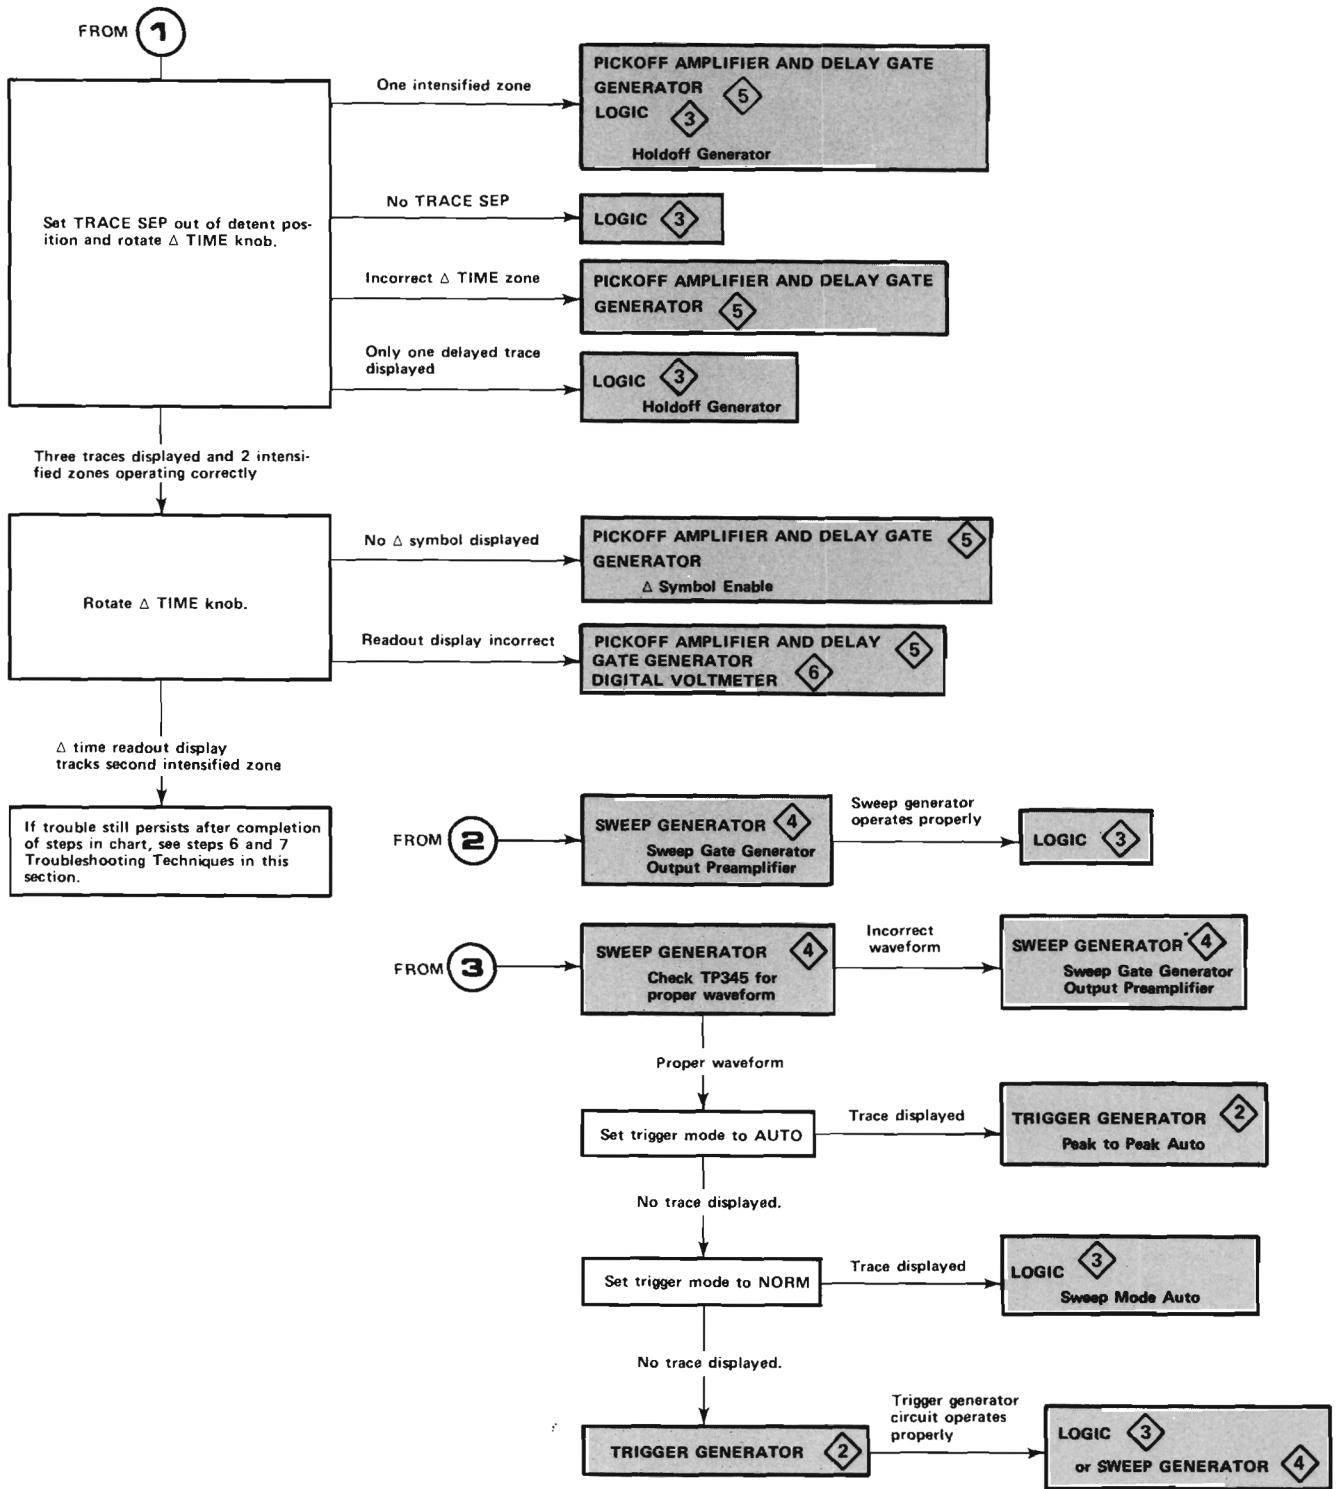 FROM 1
One intensified zone
PICKOFF AMPLIFIER AND DELAY GATE
GENERATOR 5
LOGIC 3
Holdoff Generator
Set TRACE SEP out of detent pos-
ition and rotate Δ TIME knob.
No TRACE SEP
LOGIC 3
Incorrect Δ TIME zone
PICKOFF AMPLIFIER AND DELAY GATE
GENERATOR 5
Only one delayed trace
displayed
LOGIC 3
Holdoff Generator
Three traces displayed and 2 intensi-
fied zones operating correctly
Rotate Δ TIME knob.
No Δ symbol displayed
PICKOFF AMPLIFIER AND DELAY GATE 5
GENERATOR
Δ Symbol Enable
Readout display incorrect
PICKOFF AMPLIFIER AND DELAY 5
GATE GENERATOR
DIGITAL VOLTMETER 6
Δ time readout display
tracks second intensified zone
If trouble still persists after completion
of steps in chart, see steps 6 and 7
Troubleshooting Techniques in this
section.
FROM 2
SWEEP GENERATOR 4
Sweep Gate Generator
Output Preamplifier
Sweep generator
operates properly
LOGIC 3
FROM 3
SWEEP GENERATOR 4
Check TP345 for
proper waveform
Incorrect
waveform
SWEEP GENERATOR 4
Sweep Gate Generator
Output Preamplifier
Proper waveform
Set trigger mode to AUTO
Trace displayed
TRIGGER GENERATOR 2
Peak to Peak Auto
No trace displayed.
Set trigger mode to NORM
Trace displayed
LOGIC 3
Sweep Mode Auto
No trace displayed.
TRIGGER GENERATOR 2
Trigger generator
circuit operates
properly
LOGIC 3
or SWEEP GENERATOR 4